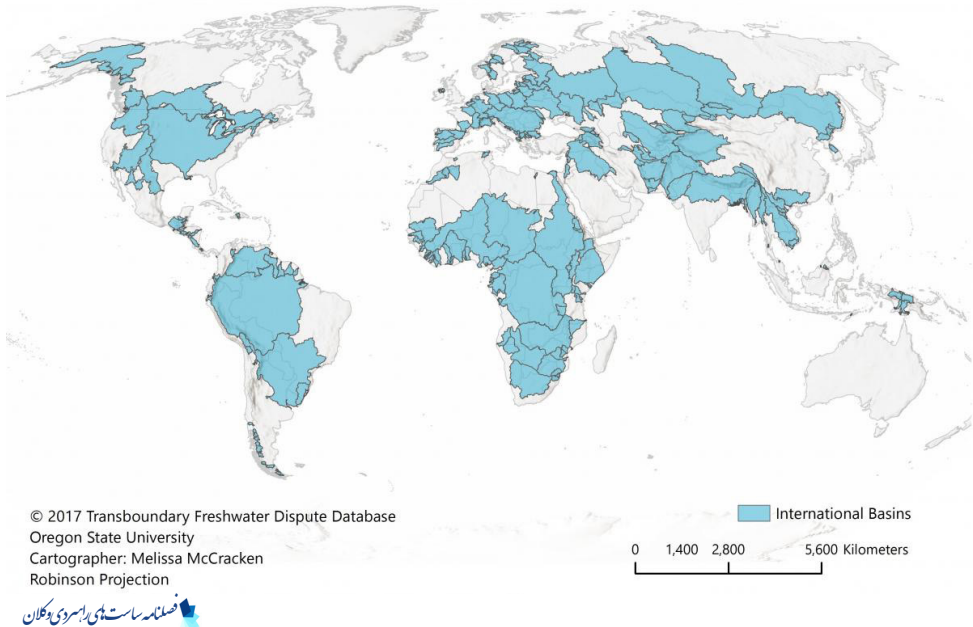 © 2017 Transboundary Freshwater Dispute Database
Oregon State University
Cartographer: Melissa McCracken
Robinson Projection
International Basins
0 1,400 2,800 5,600 Kilometers
فصلنامه سیاست های راهبردی و کلان